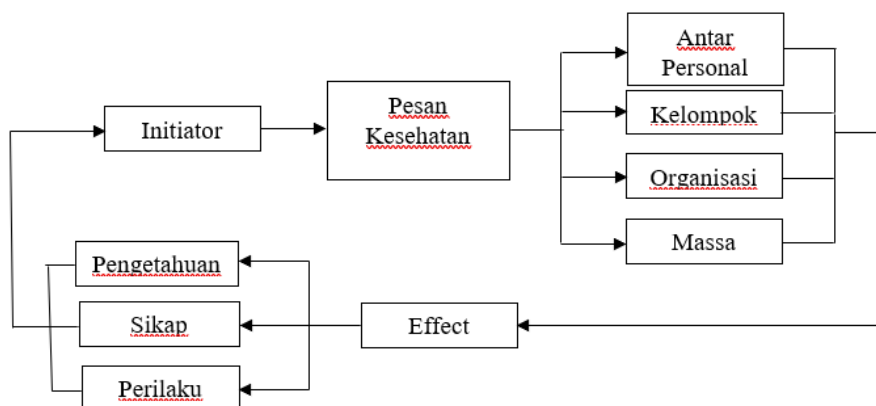 Initiator
Pesan
Kesehatan
Antar
Personal
Kelompok
Organisasi
Massa
Effect
Pengetahuan
Sikap
Perilaku